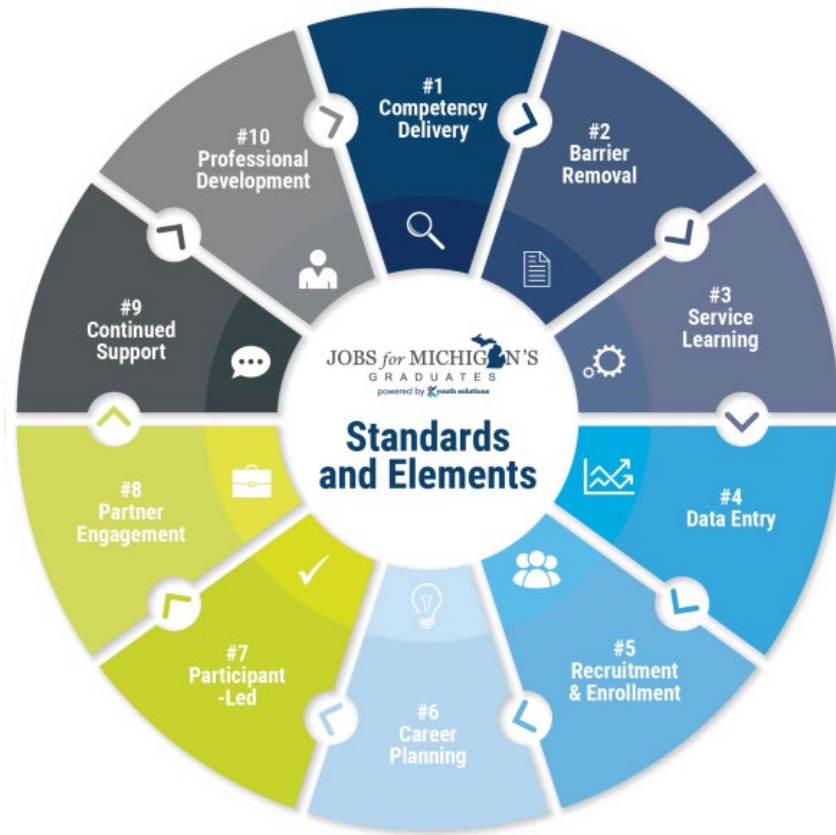 #1
Competency
Delivery
#2
Barrier
Removal
#3
Service
Learning
#4
Data Entry
#5
Recruitment
& Enrollment
#6
Career
Planning
#7
Participant
-Led
#8
Partner
Engagement
#9
Continued
Support
#10
Professional
Development
JOBS for MICHIGAN'S
GRADUATES
powered by youth solutions
Standards
and Elements